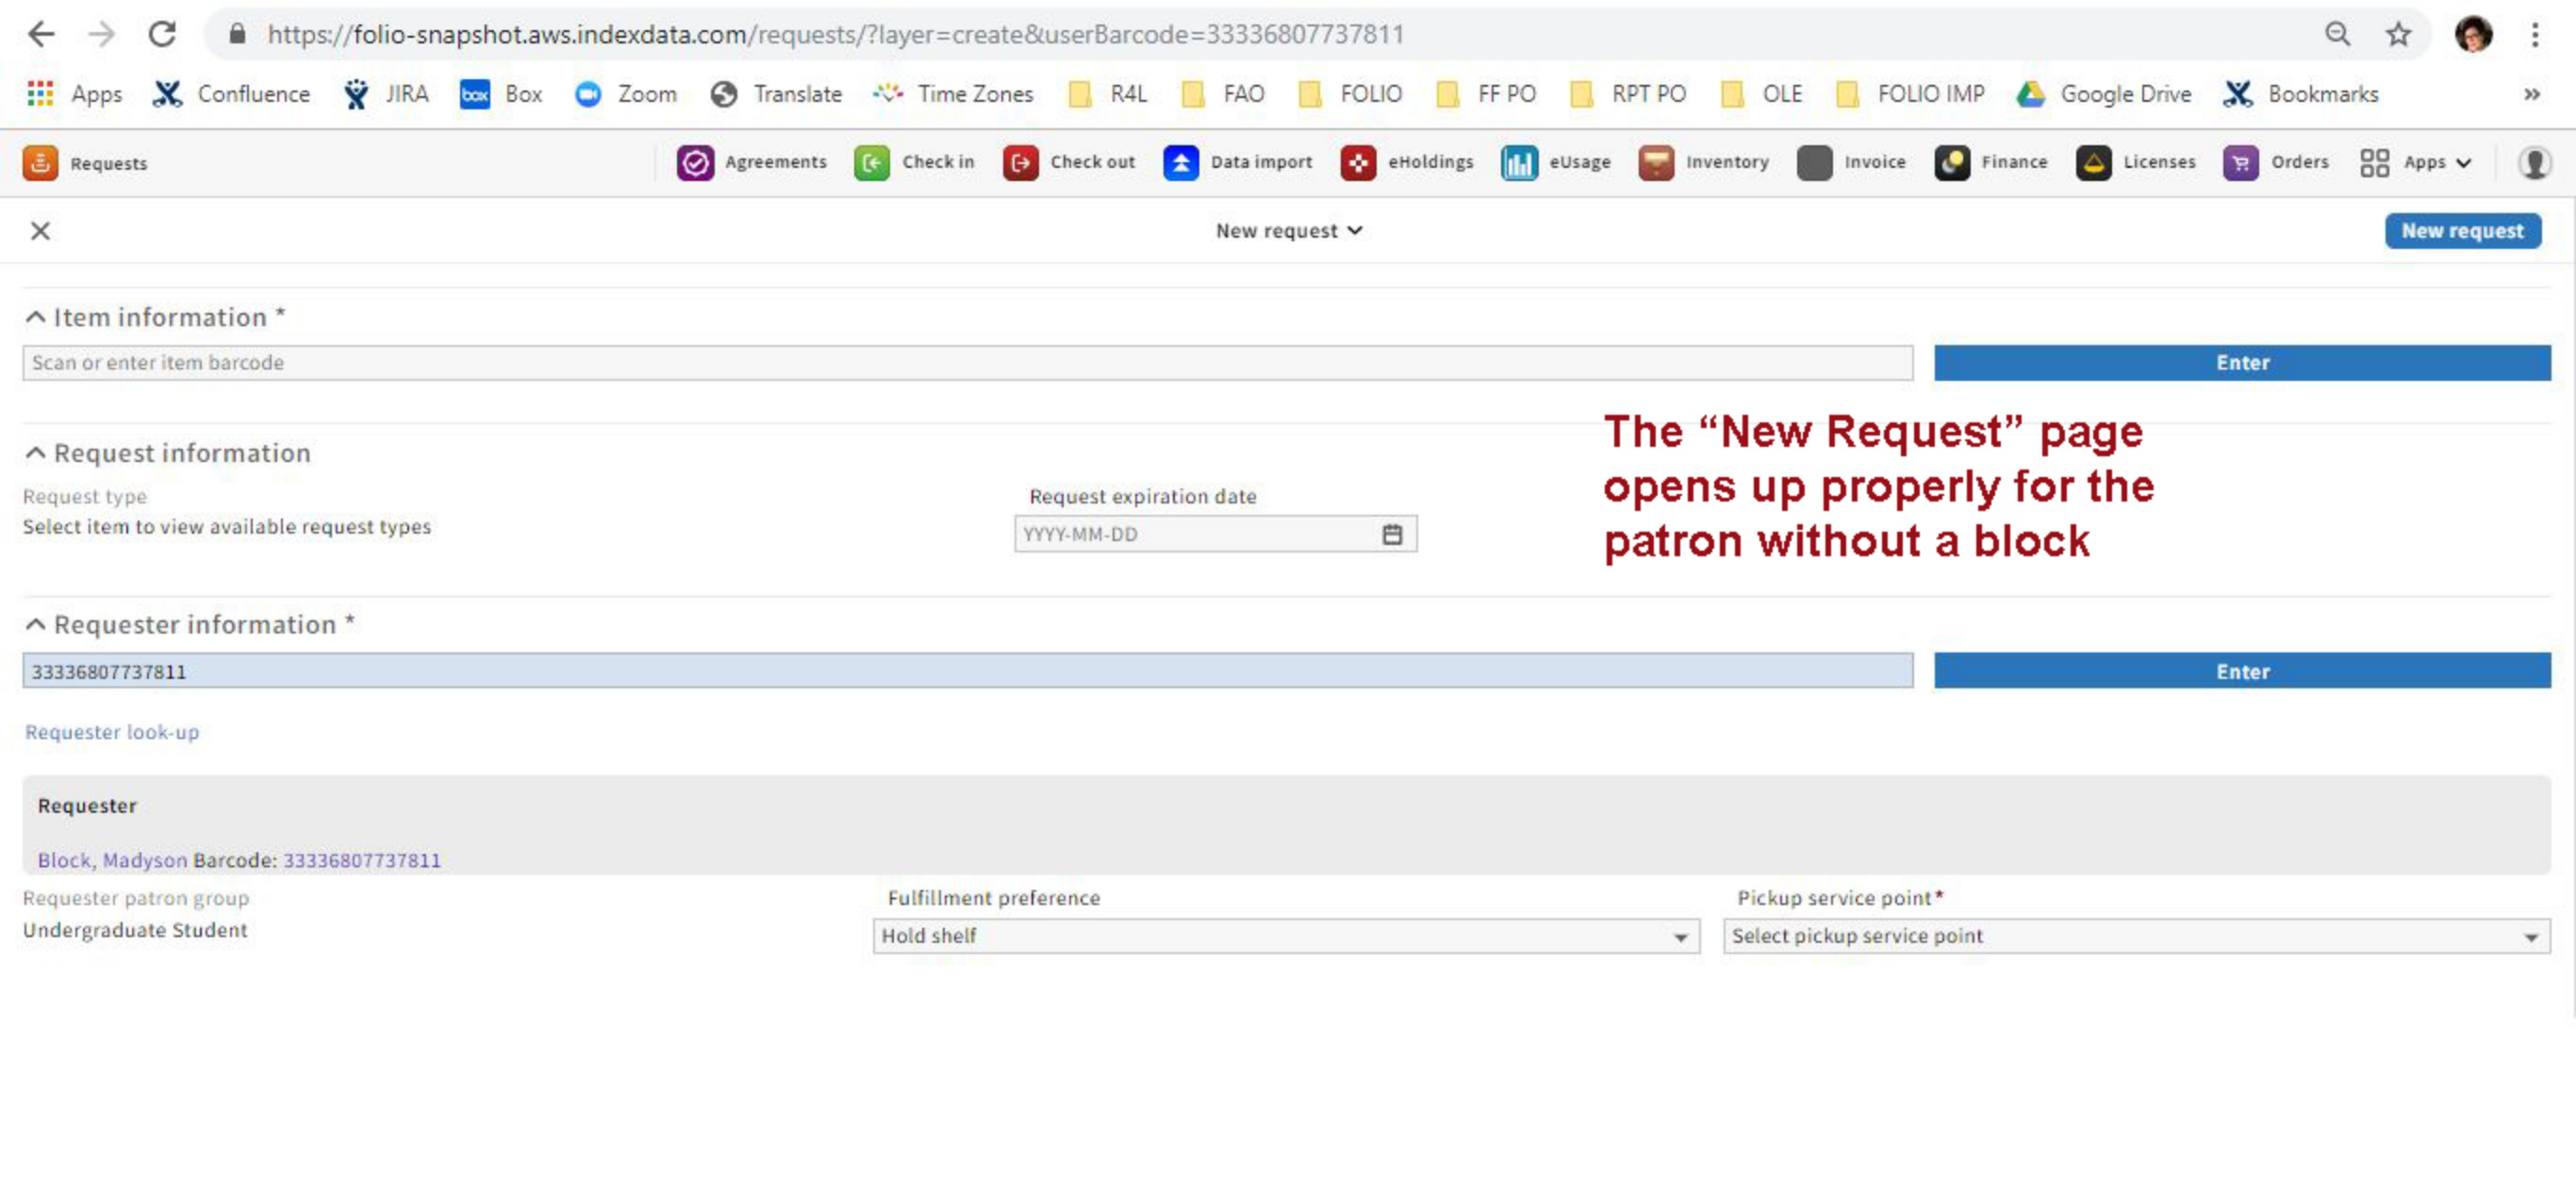 https://folio-snapshot.aws.indexdata.com/requests/?layer=create&userBarcode=33336807737811
Apps Confluence JIRA box Box Zoom Translate Time Zones R4L FAO FOLIO FF PO RPT PO OLE FOLIO IMP Google Drive Bookmarks »
Requests Agreements Check in Check out Data import eHoldings eUsage Inventory Invoice Finance Licenses Orders Apps
New request New request
Item information *
Scan or enter item barcode Enter
The “New Request” page
opens up properly for the
patron without a block
Request information
Request type Request expiration date
Select item to view available request types YYYY-MM-DD
Requester information *
33336807737811 Enter
Requester look-up
Requester
Block, Madyson Barcode: 33336807737811
Requester patron group Fulfillment preference Pickup service point*
Undergraduate Student Hold shelf Select pickup service point